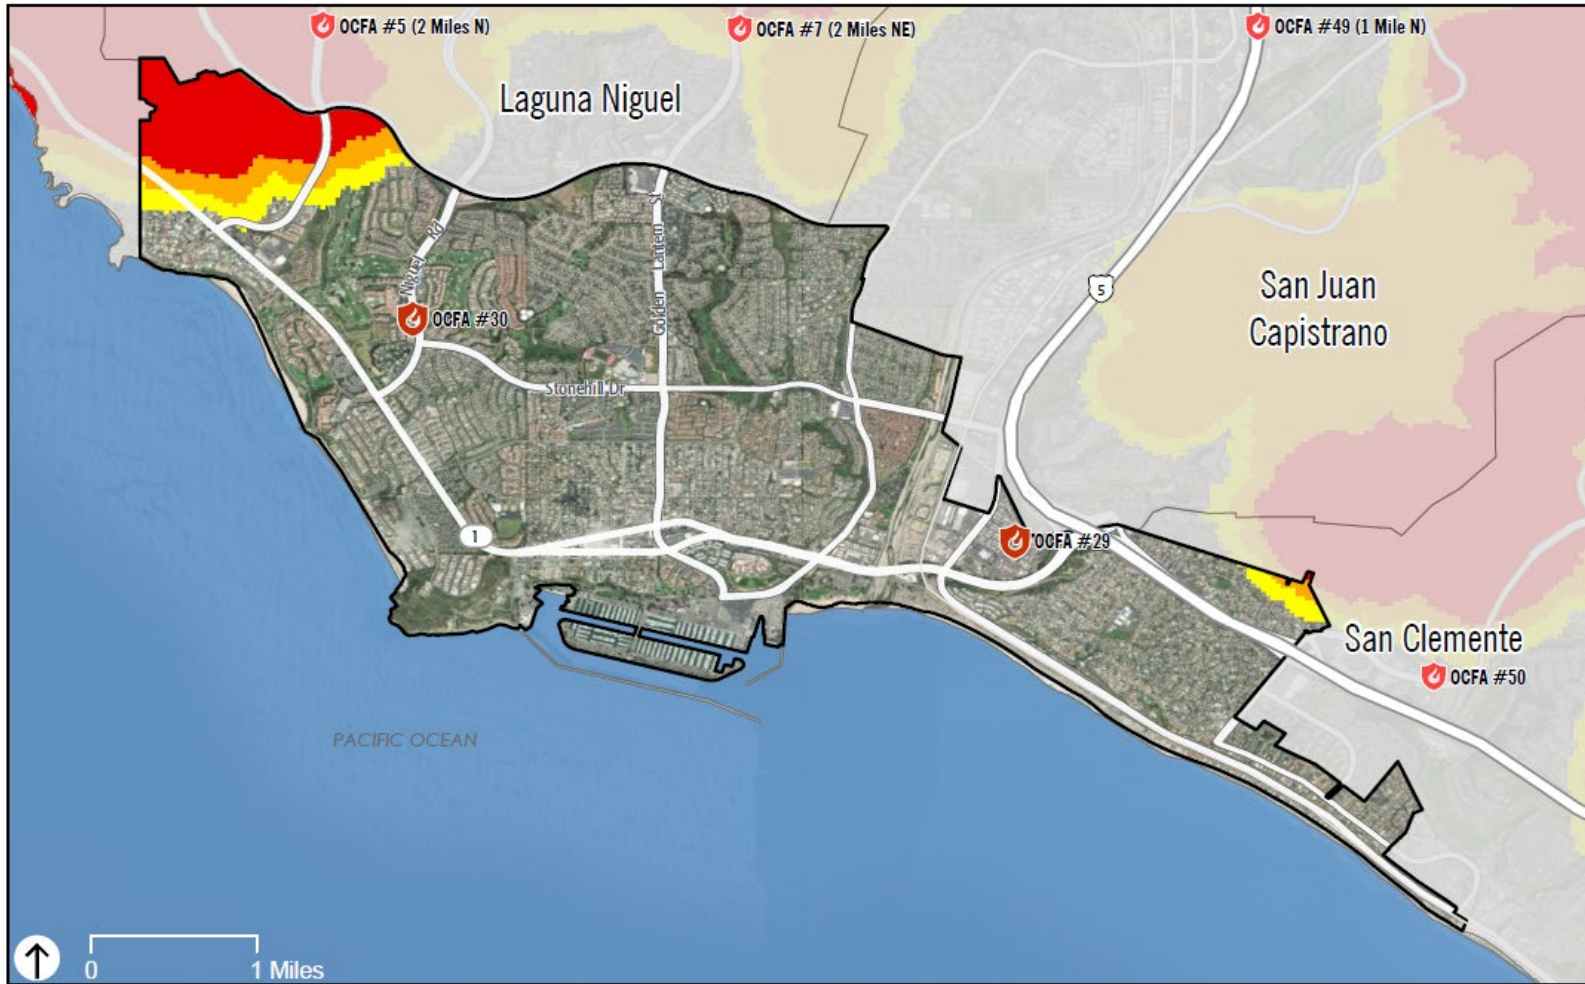 OCFA #5 (2 Miles N)
OCFA #7 (2 Miles NE)
OCFA #49 (1 Mile N)
Laguna Niguel
Niguel Rd
Golden Lantern St
San Juan
Capistrano
5
OCFA #30
Stonehill Dr
1
OCFA #29
San Clemente
OCFA #50
PACIFIC OCEAN
0 1 Miles